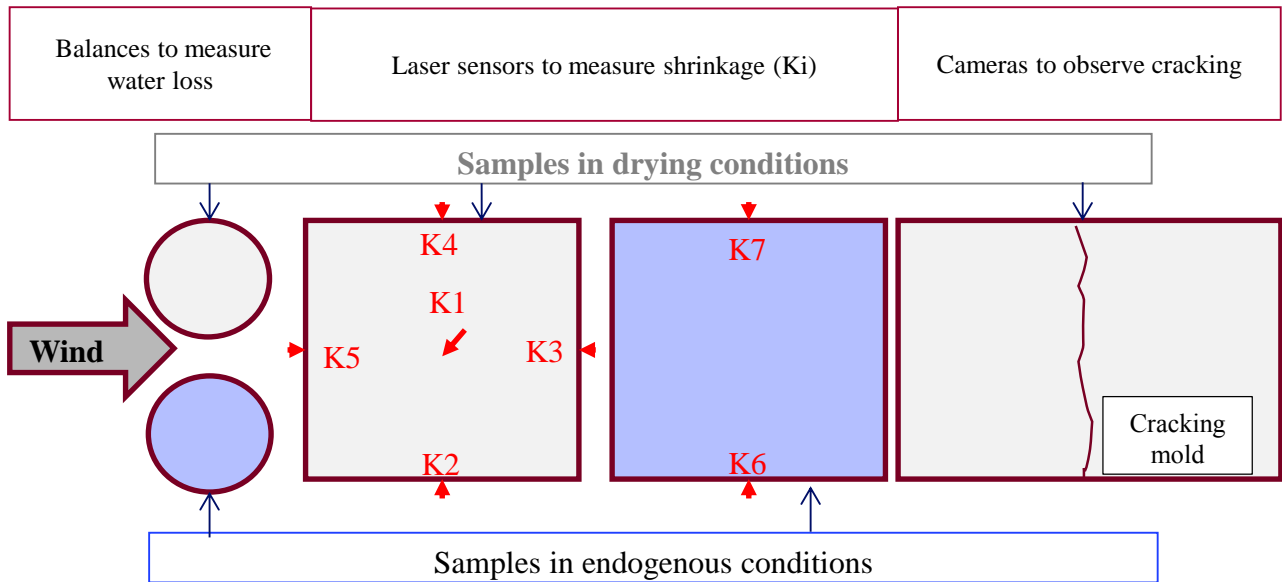 Balances to measure
water loss
Laser sensors to measure shrinkage (Ki)
Cameras to observe cracking
Samples in drying conditions
K4
K7
K1
Wind
K5
K3
K2
K6
Cracking
mold
Samples in endogenous conditions